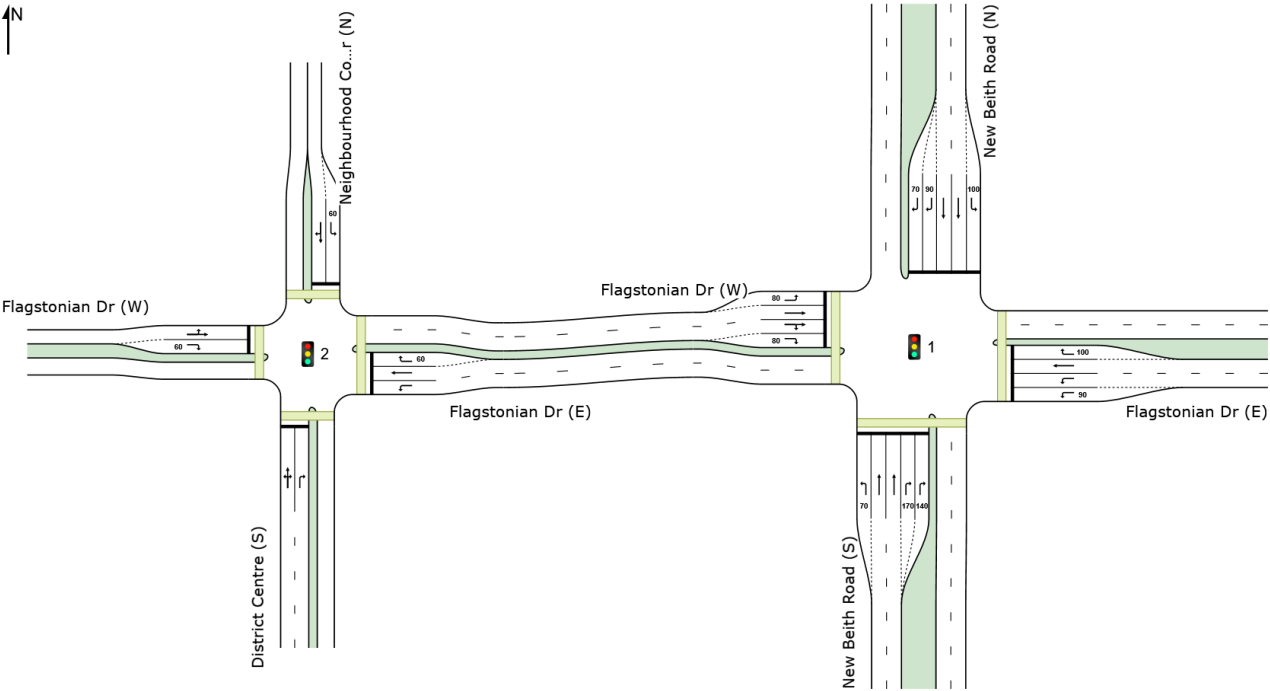 N
Neighbourhood Co...r (N)
New Beith Road (N)
70
90
100
60
Flagstonian Dr (W)
60
2
60
Flagstonian Dr (W)
80
80
1
100
90
Flagstonian Dr (E)
Flagstonian Dr (E)
District Centre (S)
70
170
140
New Beith Road (S)